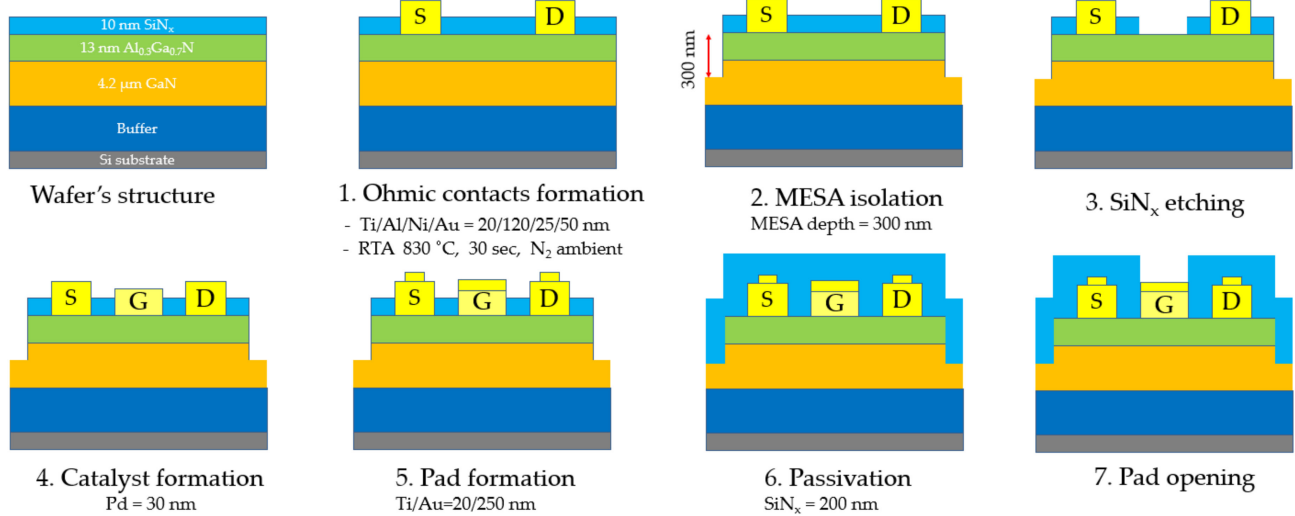 10 nm SiNₓ
13 nm Al₀.₃Ga₀.₇N
4.2 µm GaN
Buffer
Si substrate
Wafer's structure
S
D
1. Ohmic contacts formation
- Ti/Al/Ni/Au = 20/120/25/50 nm
- RTA 830 ˚C, 30 sec, N₂ ambient
300 nm
2. MESA isolation
MESA depth = 300 nm
S
D
3. SiNₓ etching
S
G
D
4. Catalyst formation
Pd = 30 nm
S
G
D
5. Pad formation
Ti/Au=20/250 nm
S
G
D
6. Passivation
SiNₓ = 200 nm
S
G
D
7. Pad opening